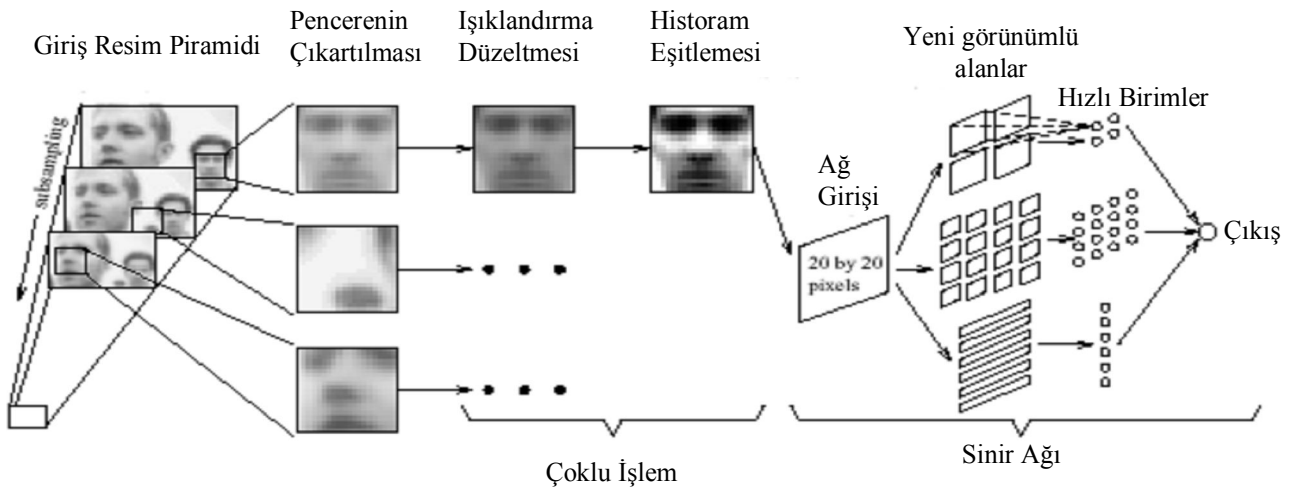 Giriş Resim Piramidi
Pencerenin
Çıkartılması
Işıklandırma
Düzeltmesi
Historam
Eşitlemesi
Yeni görünümlü
alanlar
Hızlı Birimler
subsampling
Ağ
Girişi
20 by 20
pixels
Çıkış
Çoklu İşlem
Sinir Ağı